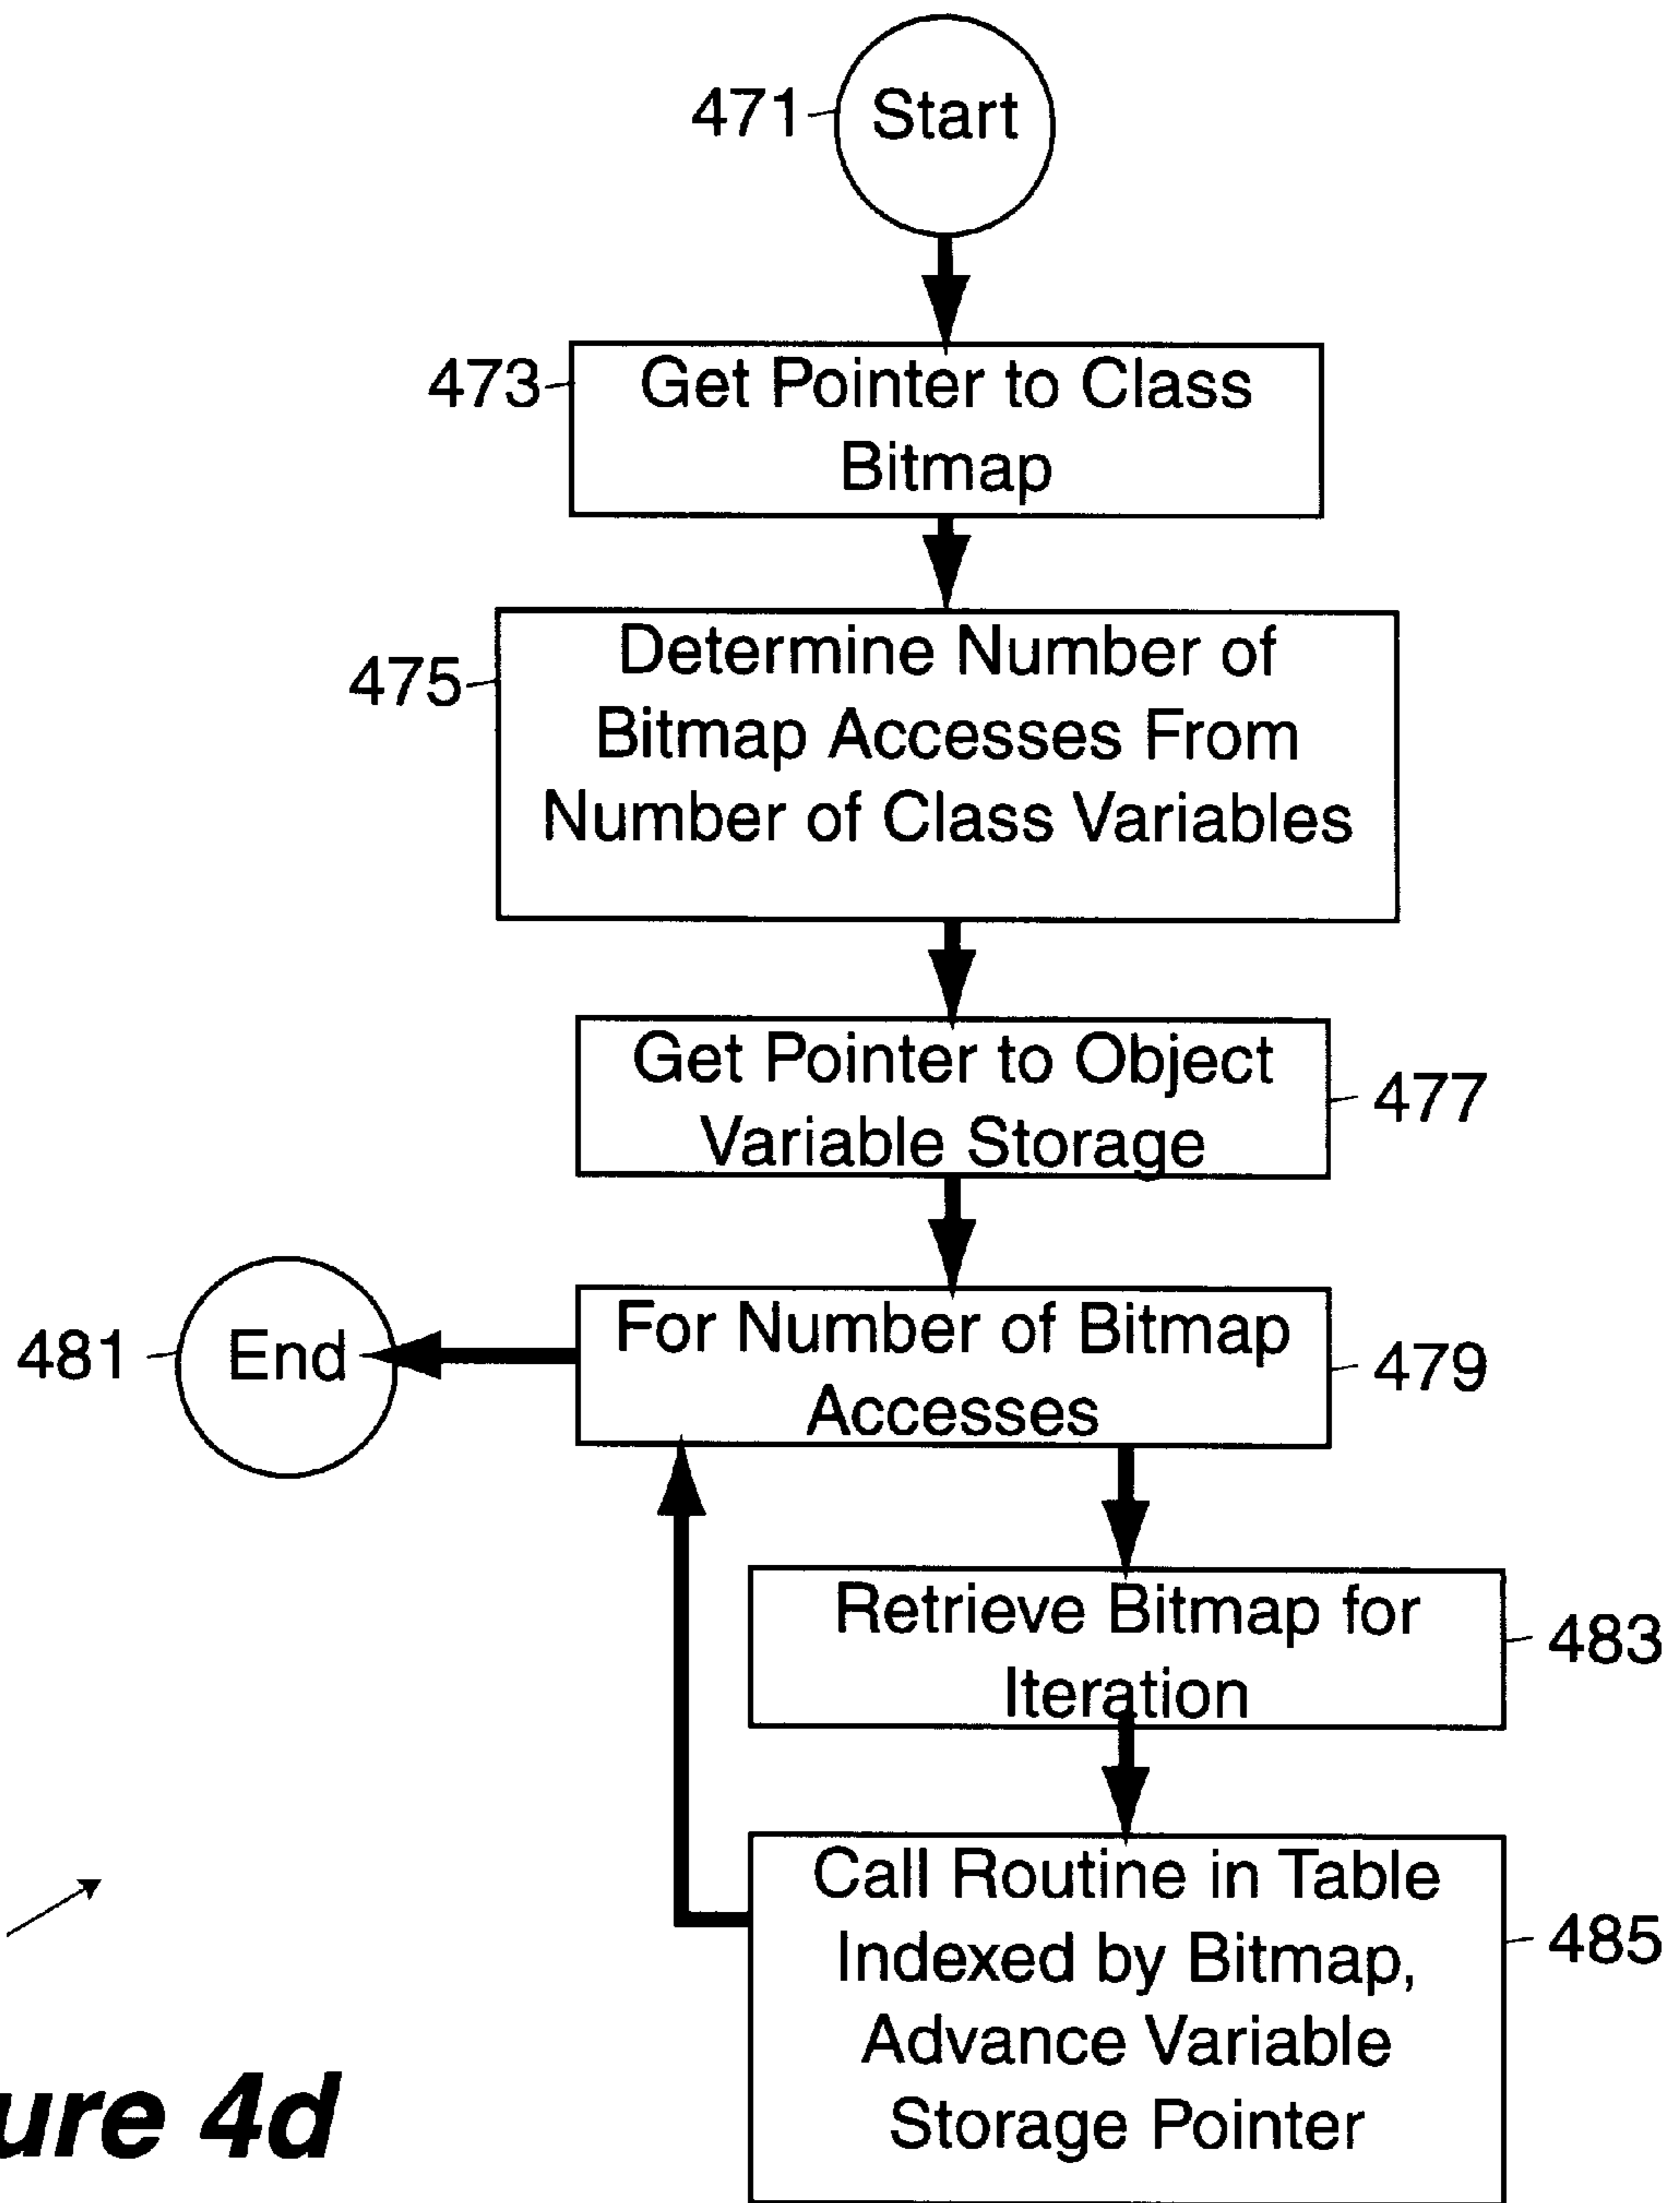 471
Start
473
Get Pointer to Class
Bitmap
475
Determine Number of
Bitmap Accesses From
Number of Class Variables
Get Pointer to Object
Variable Storage
477
481
End
For Number of Bitmap
Accesses
479
Retrieve Bitmap for
Iteration
483
Call Routine in Table
Indexed by Bitmap,
Advance Variable
Storage Pointer
485
ure 4d